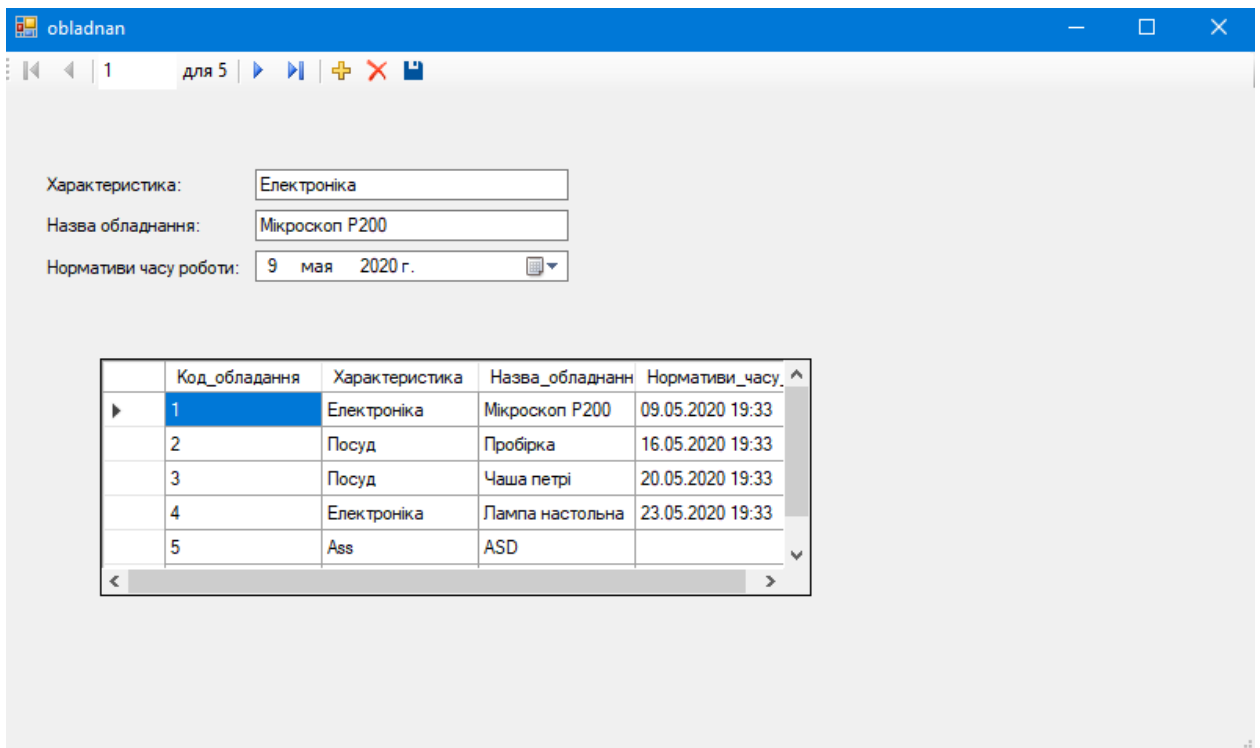 obladnan
1 для 5
Характеристика: Електроніка
Назва обладнання: Мікроскоп Р200
Нормативи часу роботи: 9 мая 2020 г.
Код_обладання Характеристика Назва_обладнанн Нормативи_часу_
1 Електроніка Мікроскоп Р200 09.05.2020 19:33
2 Посуд Пробірка 16.05.2020 19:33
3 Посуд Чаша петрі 20.05.2020 19:33
4 Електроніка Лампа настольна 23.05.2020 19:33
5 Ass ASD